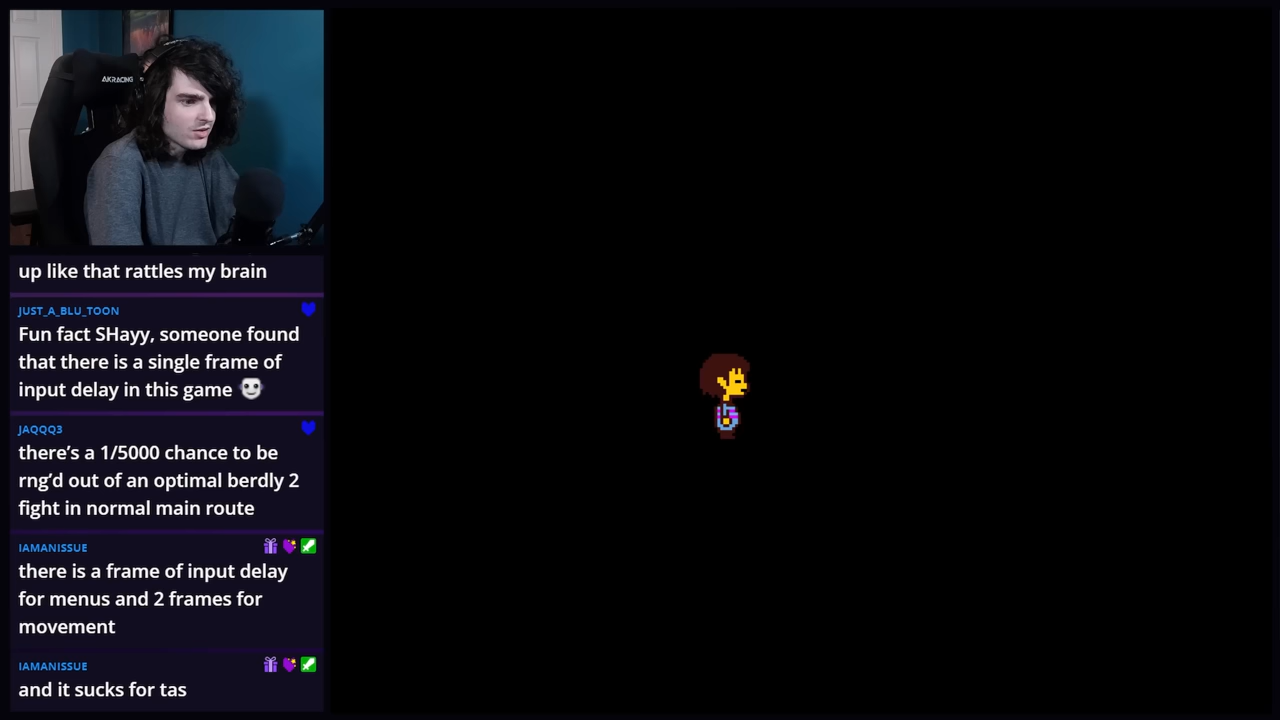 AKRACING
up like that rattles my brain
JUST_A_BLU_TOON
Fun fact SHayy, someone found
that there is a single frame of
input delay in this game
JAQQQ3
there's a 1/5000 chance to be
rng'd out of an optimal berdly 2
fight in normal main route
IAMANISSUE
there is a frame of input delay
for menus and 2 frames for
movement
IAMANISSUE
and it sucks for tas